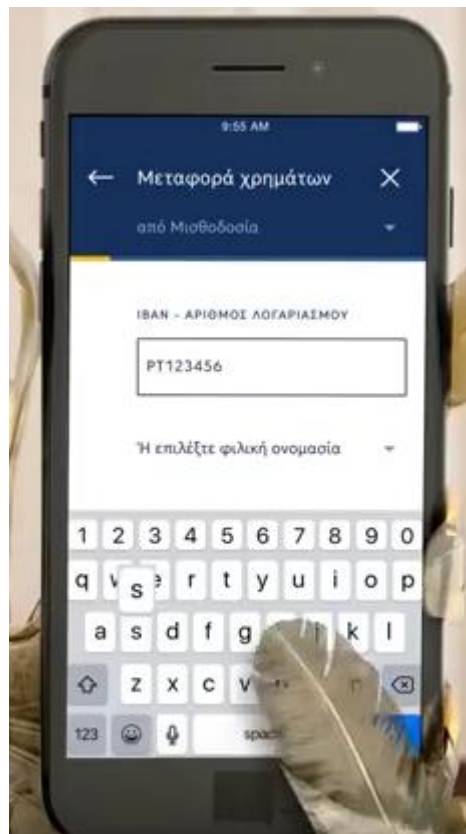 9:55 AM
Μεταφορά χρημάτων
από Μισθοδοσία
IBAN - ΑΡΙΘΜΟΣ ΛΟΓΑΡΙΑΣΜΟΥ
PT123456
Ή επιλέξτε φιλική ονομασία
1 2 3 4 5 6 7 8 9 0
q r t y u i o p
s
a s d f g k l
z x c v
123